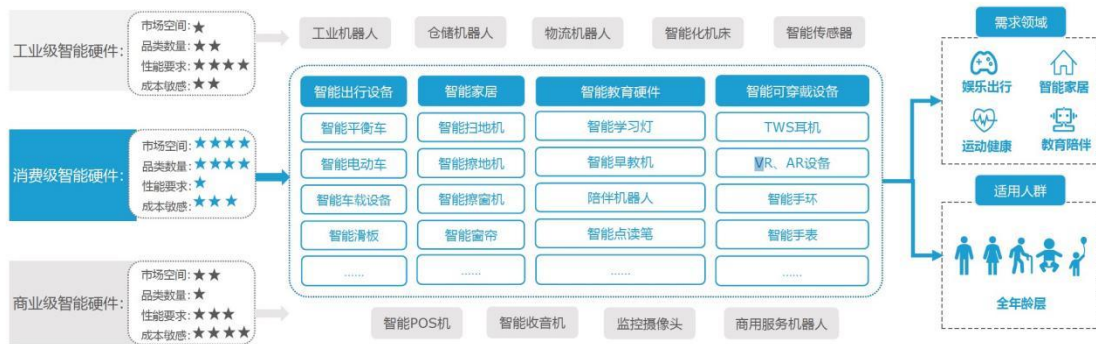 工业级智能硬件:
市场空间:★
品类数量:★★
性能要求:★★★★
成本敏感:★★
工业机器人
仓储机器人
物流机器人
智能化机床
智能传感器
消费级智能硬件:
市场空间:★★★★
品类数量:★★★★
性能要求:★
成本敏感:★★★
智能出行设备
智能平衡车
智能电动车
智能车载设备
智能滑板
......
智能家居
智能扫地机
智能擦地机
智能擦窗机
智能窗帘
......
智能教育硬件
智能学习灯
智能早教机
陪伴机器人
智能点读笔
......
智能可穿戴设备
TWS耳机
VR、AR设备
智能手环
智能手表
......
商业级智能硬件:
市场空间:★★
品类数量:★
性能要求:★★★
成本敏感:★★★★
智能POS机
智能收音机
监控摄像头
商用服务机器人
需求领域
娱乐出行
智能家居
运动健康
教育陪伴
适用人群
全年龄层